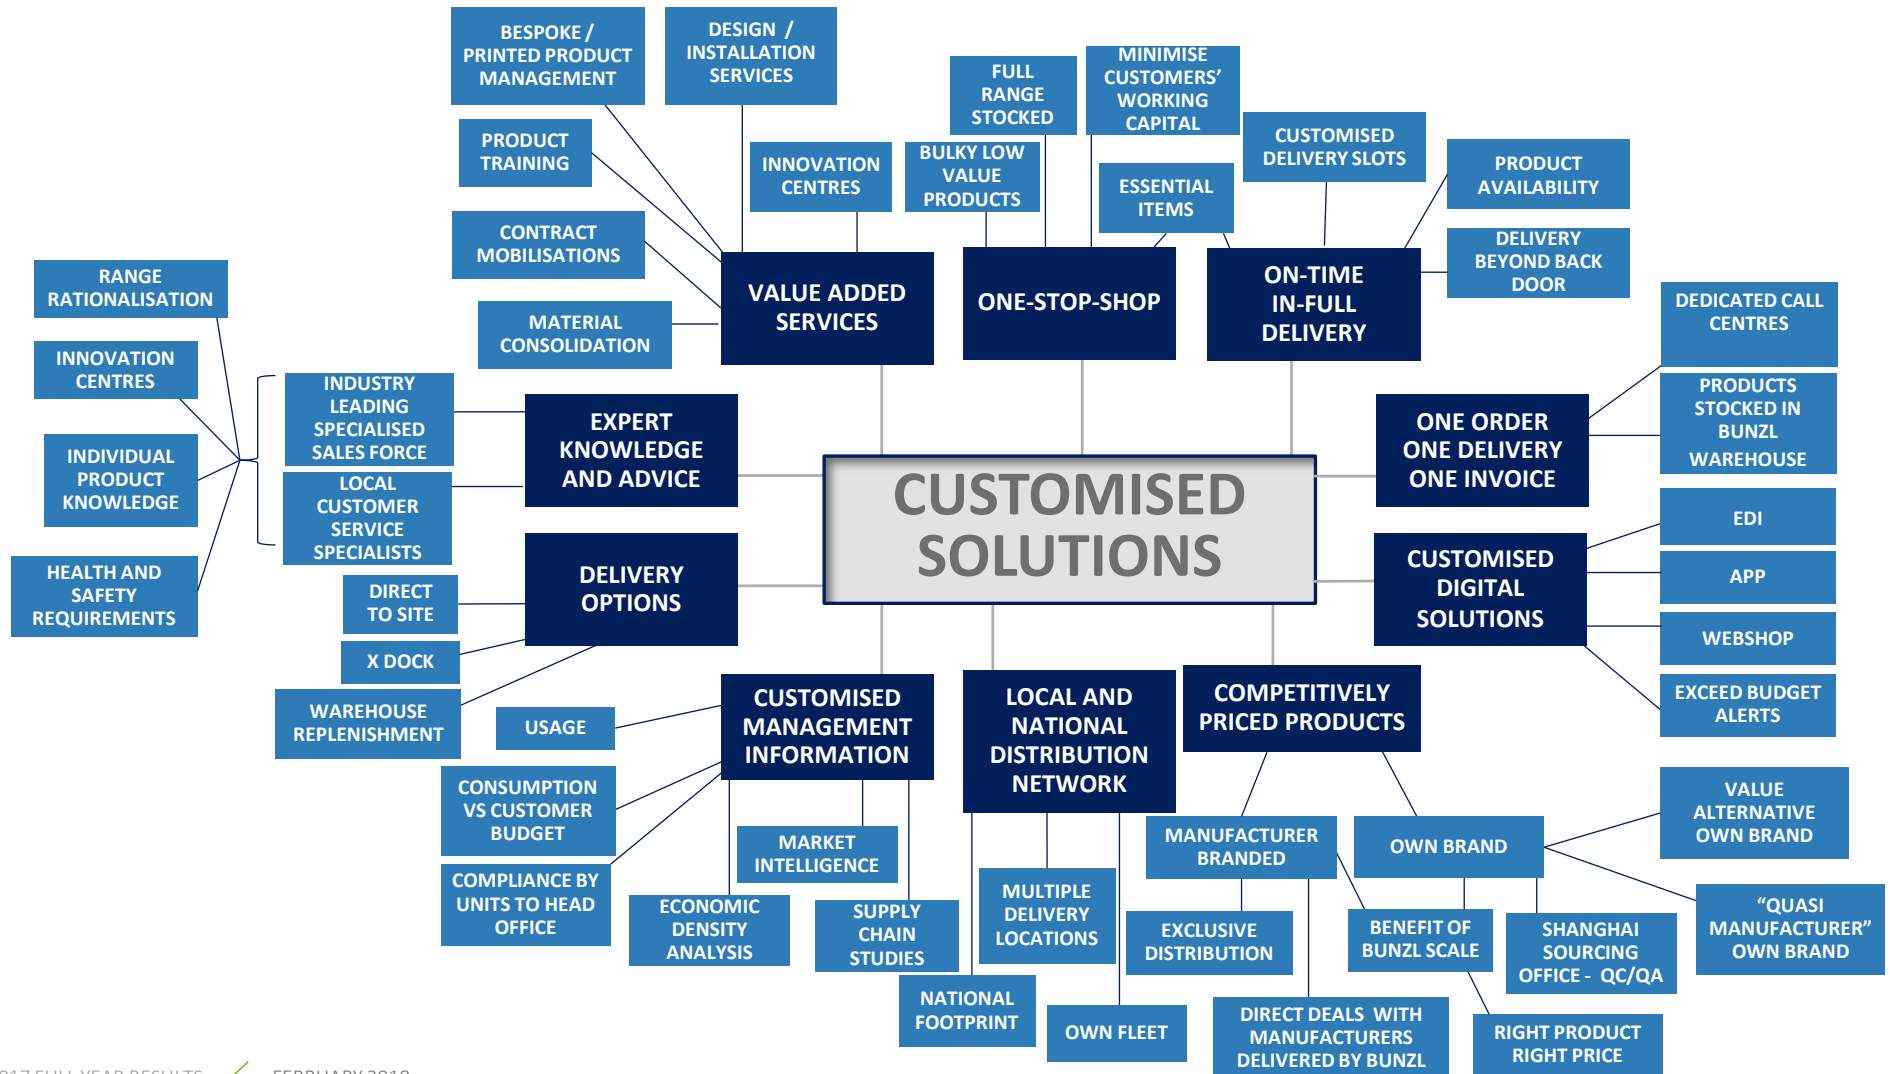 BESPOKE /
PRINTED PRODUCT
MANAGEMENT
DESIGN /
INSTALLATION
SERVICES
PRODUCT
TRAINING
INNOVATION
CENTRES
CONTRACT
MOBILISATIONS
MATERIAL
CONSOLIDATION
VALUE ADDED
SERVICES
FULL
RANGE
STOCKED
MINIMISE
CUSTOMERS’
WORKING
CAPITAL
BULKY LOW
VALUE
PRODUCTS
ESSENTIAL
ITEMS
ONE-STOP-SHOP
CUSTOMISED
DELIVERY SLOTS
PRODUCT
AVAILABILITY
DELIVERY
BEYOND BACK
DOOR
ON-TIME
IN-FULL
DELIVERY
RANGE
RATIONALISATION
INNOVATION
CENTRES
INDIVIDUAL
PRODUCT
KNOWLEDGE
HEALTH AND
SAFETY
REQUIREMENTS
INDUSTRY
LEADING
SPECIALISED
SALES FORCE
LOCAL
CUSTOMER
SERVICE
SPECIALISTS
EXPERT
KNOWLEDGE
AND ADVICE
CUSTOMISED
SOLUTIONS
ONE ORDER
ONE DELIVERY
ONE INVOICE
DEDICATED CALL
CENTRES
PRODUCTS
STOCKED IN
BUNZL
WAREHOUSE
DELIVERY
OPTIONS
DIRECT
TO SITE
X DOCK
WAREHOUSE
REPLENISHMENT
CUSTOMISED
DIGITAL
SOLUTIONS
EDI
APP
WEBSHOP
EXCEED BUDGET
ALERTS
CUSTOMISED
MANAGEMENT
INFORMATION
USAGE
CONSUMPTION
VS CUSTOMER
BUDGET
COMPLIANCE BY
UNITS TO HEAD
OFFICE
ECONOMIC
DENSITY
ANALYSIS
MARKET
INTELLIGENCE
SUPPLY
CHAIN
STUDIES
LOCAL AND
NATIONAL
DISTRIBUTION
NETWORK
NATIONAL
FOOTPRINT
MULTIPLE
DELIVERY
LOCATIONS
OWN FLEET
COMPETITIVELY
PRICED PRODUCTS
MANUFACTURER
BRANDED
OWN BRAND
VALUE
ALTERNATIVE
OWN BRAND
“QUASI
MANUFACTURER”
OWN BRAND
EXCLUSIVE
DISTRIBUTION
BENEFIT OF
BUNZL SCALE
SHANGHAI
SOURCING
OFFICE - QC/QA
DIRECT DEALS WITH
MANUFACTURERS
DELIVERED BY BUNZL
RIGHT PRODUCT
RIGHT PRICE
FULL YEAR RESULTS
FEBRUARY